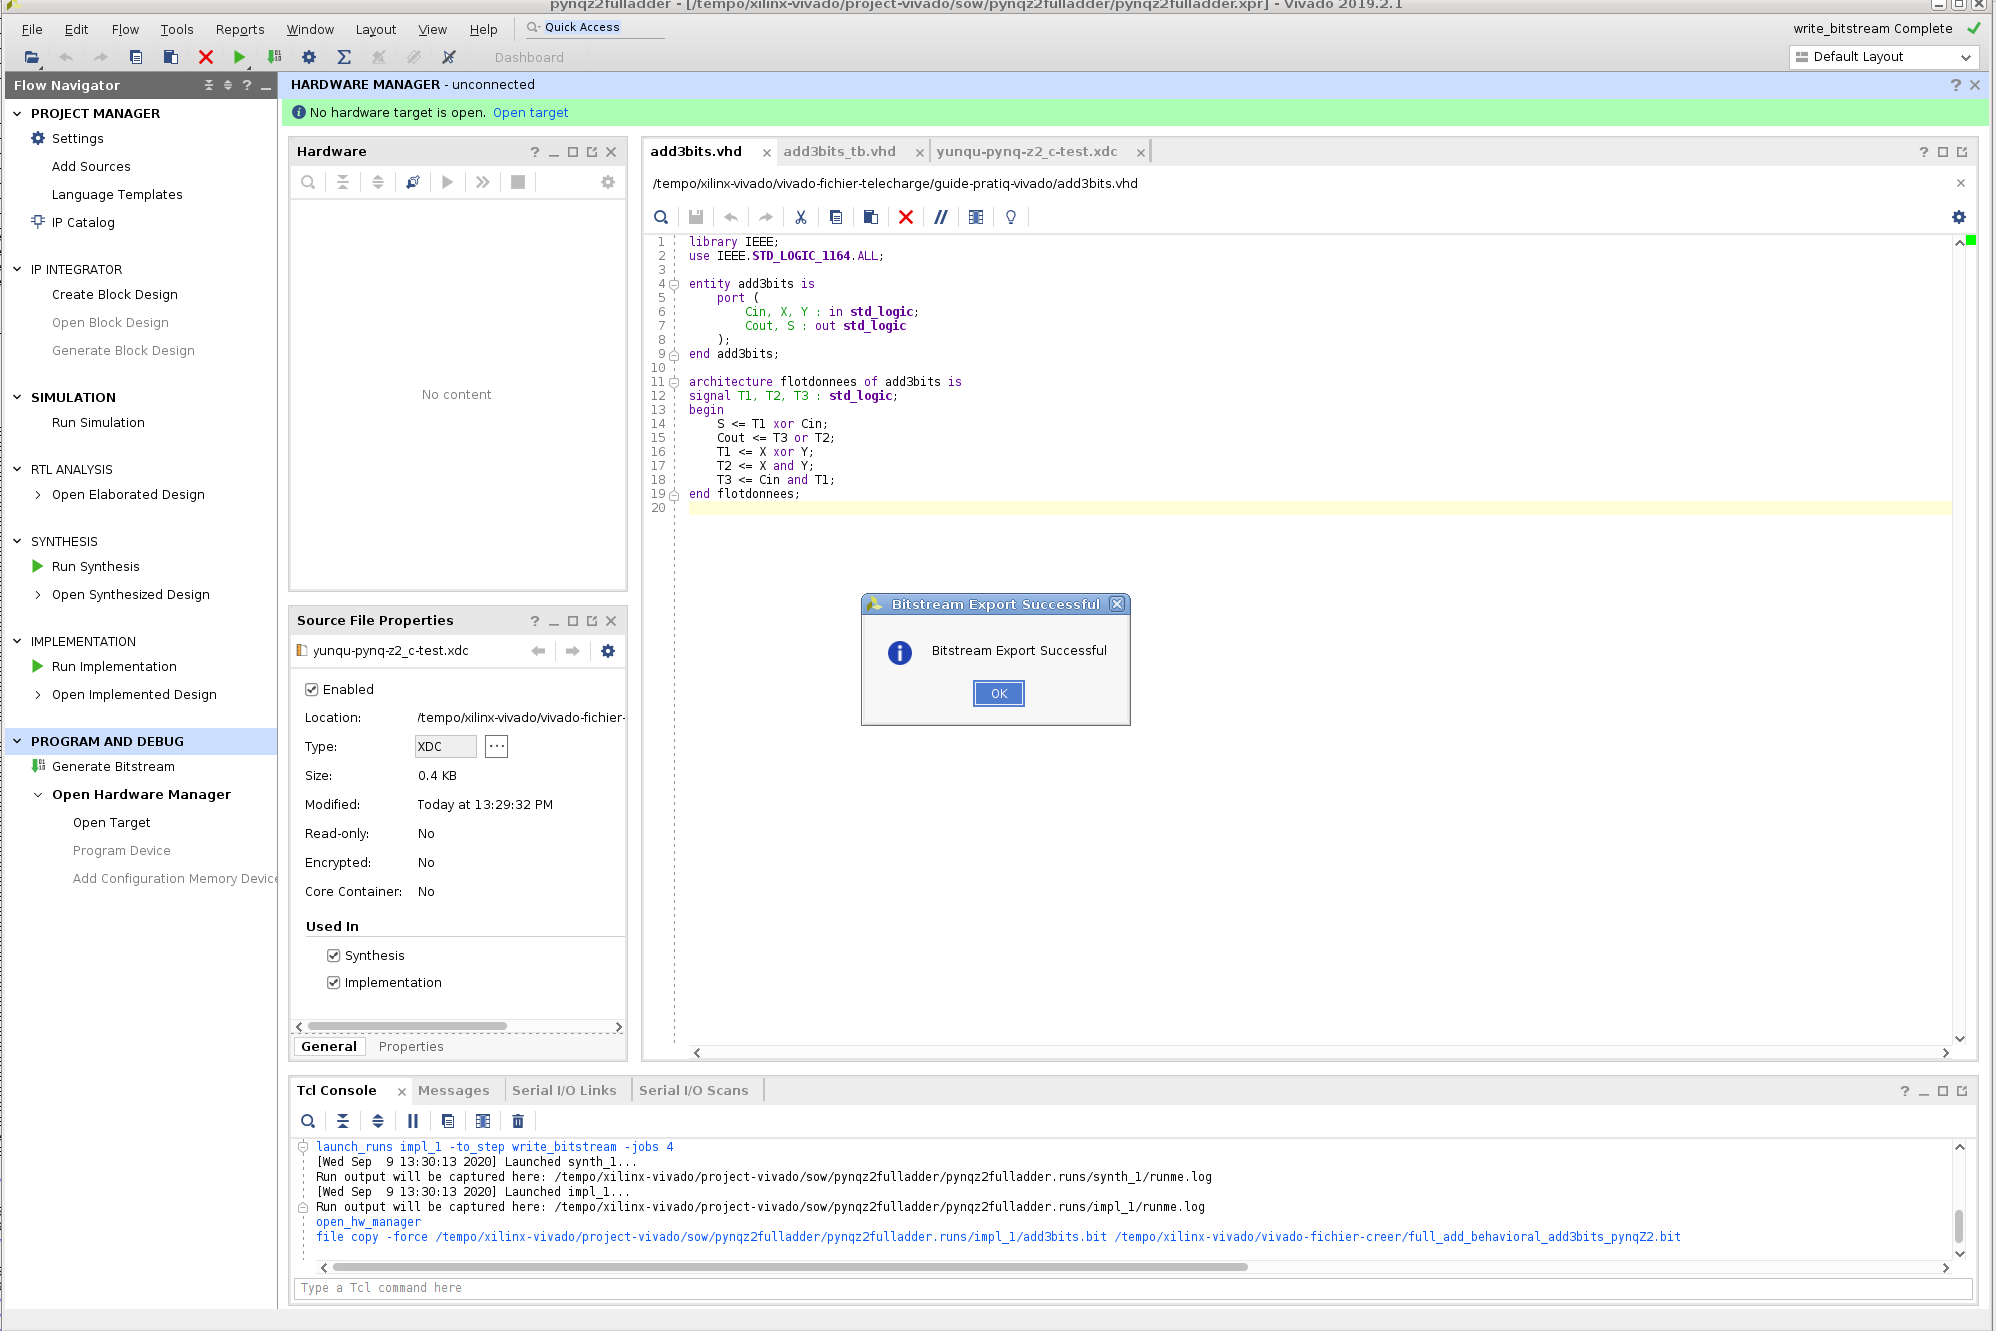 pynqz2fulladder - [/tempo/xilinx-vivado/project-vivado/sow/pynqz2fulladder/pynqz2fulladder.xpr] - Vivado 2019.2.1
File Edit Flow Tools Reports Window Layout View Help Quick Access
write_bitstream Complete
Dashboard
Default Layout
Flow Navigator
PROJECT MANAGER
Settings
Add Sources
Language Templates
IP Catalog
IP INTEGRATOR
Create Block Design
Open Block Design
Generate Block Design
SIMULATION
Run Simulation
RTL ANALYSIS
Open Elaborated Design
SYNTHESIS
Run Synthesis
Open Synthesized Design
IMPLEMENTATION
Run Implementation
Open Implemented Design
PROGRAM AND DEBUG
Generate Bitstream
Open Hardware Manager
Open Target
Program Device
Add Configuration Memory Device
HARDWARE MANAGER - unconnected
No hardware target is open. Open target
Hardware
No content
Source File Properties
yunqu-pynq-z2_c-test.xdc
Enabled
Location: /tempo/xilinx-vivado/vivado-fichier-
Type: XDC
Size: 0.4 KB
Modified: Today at 13:29:32 PM
Read-only: No
Encrypted: No
Core Container: No
Used In
Synthesis
Implementation
General Properties
add3bits.vhd add3bits_tb.vhd yunqu-pynq-z2_c-test.xdc
/tempo/xilinx-vivado/vivado-fichier-telecharge/guide-pratiq-vivado/add3bits.vhd
1 library IEEE;
2 use IEEE.STD_LOGIC_1164.ALL;
3
4 entity add3bits is
5 port (
6 Cin, X, Y : in std_logic;
7 Cout, S : out std_logic
8 );
9 end add3bits;
10
11 architecture flotdonnees of add3bits is
12 signal T1, T2, T3 : std_logic;
13 begin
14 S <= T1 xor Cin;
15 Cout <= T3 or T2;
16 T1 <= X xor Y;
17 T2 <= X and Y;
18 T3 <= Cin and T1;
19 end flotdonnees;
20
Bitstream Export Successful
Bitstream Export Successful
OK
Tcl Console Messages Serial I/O Links Serial I/O Scans
launch_runs impl_1 -to_step write_bitstream -jobs 4
[Wed Sep  9 13:30:13 2020] Launched synth_1...
Run output will be captured here: /tempo/xilinx-vivado/project-vivado/sow/pynqz2fulladder/pynqz2fulladder.runs/synth_1/runme.log
[Wed Sep  9 13:30:13 2020] Launched impl_1...
Run output will be captured here: /tempo/xilinx-vivado/project-vivado/sow/pynqz2fulladder/pynqz2fulladder.runs/impl_1/runme.log
open_hw_manager
file copy -force /tempo/xilinx-vivado/project-vivado/sow/pynqz2fulladder/pynqz2fulladder.runs/impl_1/add3bits.bit /tempo/xilinx-vivado/vivado-fichier-creer/full_add_behavioral_add3bits_pynqZ2.bit
Type a Tcl command here